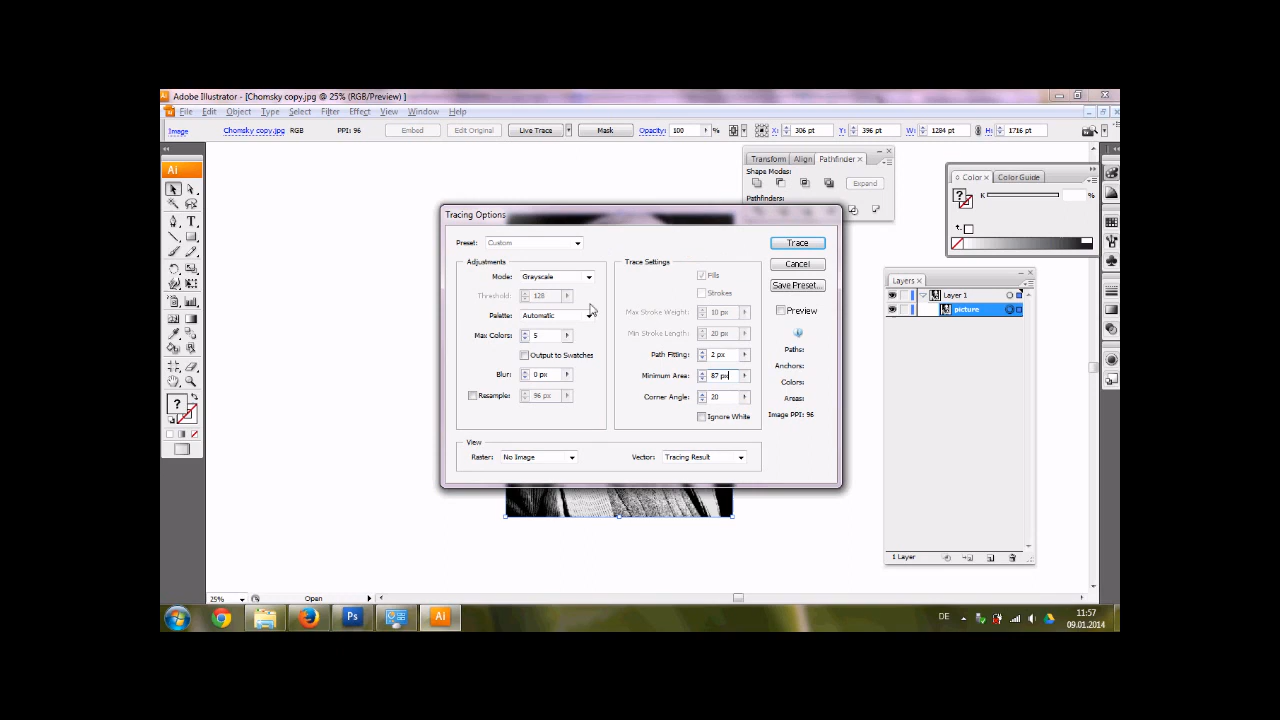 Adobe Illustrator - [Chomsky copy.jpg @ 25% (RGB/Preview) ]
File Edit Object Type Select Filter Effect View Window Help
Image Chomsky copy.jpg RGB PPI: 96 Embed Edit Original Live Trace Mask Opacity: 100 % X: 306 pt Y: 396 pt W: 1284 pt H: 1716 pt
Transform Align Pathfinder ×
Shape Modes:
Expand
Pathfinders:
Color × Color Guide
K %
Ai
Tracing Options
Preset: Custom
Trace
Cancel
Save Preset...
Preview
Adjustments
Mode: Grayscale
Threshold: 128
Palette: Automatic
Max Colors: 5
Output to Swatches
Blur: 0 px
Resample: 96 px
Trace Settings
Fills
Strokes
Max Stroke Weight: 10 px
Min Stroke Length: 20 px
Path Fitting: 2 px
Minimum Area: 87 px
Corner Angle: 20
Ignore White
Paths:
Anchors:
Colors:
Areas:
Image PPI: 96
View
Raster: No Image
Vector: Tracing Result
Layers ×
Layer 1
picture
1 Layer
?
?
25% Open
Ps Ai
DE
11:57
09.01.2014